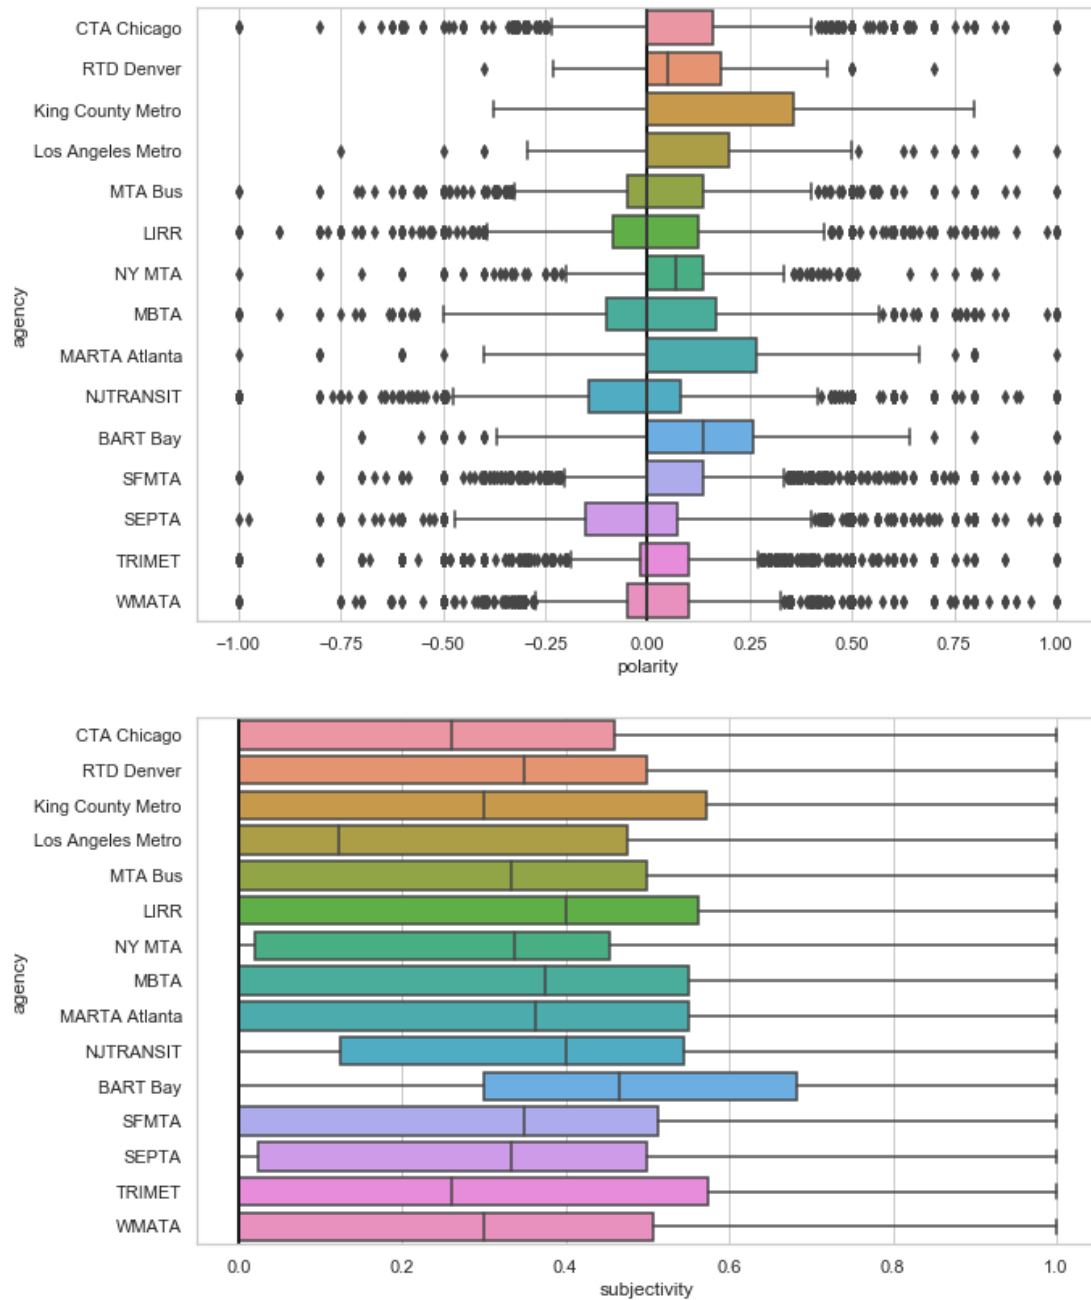 CTA Chicago
RTD Denver
King County Metro
Los Angeles Metro
MTA Bus
LIRR
NY MTA
MBTA
MARTA Atlanta
NJTRANSIT
BART Bay
SFMTA
SEPTA
TRIMET
WMATA
agency
−1.00 −0.75 −0.50 −0.25 0.00 0.25 0.50 0.75 1.00
polarity
CTA Chicago
RTD Denver
King County Metro
Los Angeles Metro
MTA Bus
LIRR
NY MTA
MBTA
MARTA Atlanta
NJTRANSIT
BART Bay
SFMTA
SEPTA
TRIMET
WMATA
agency
0.0 0.2 0.4 0.6 0.8 1.0
subjectivity